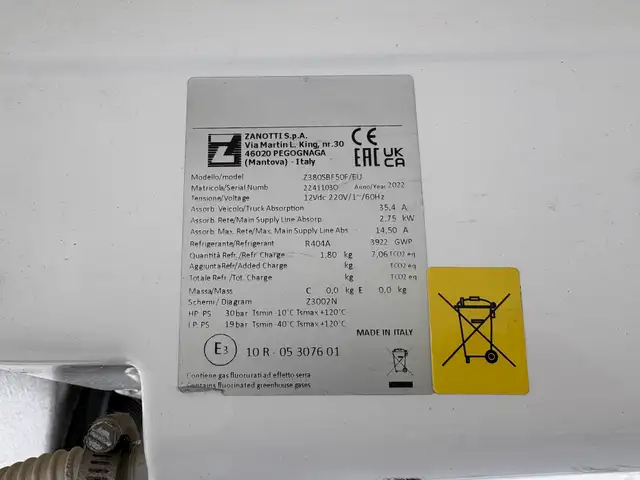 Z
ZANOTTI S.p.A.
Via Martin L. King, nr.30
46020 PEGOGNAGA
(Mantova) - Italy
CE
EAC UK CA
Modello/model Z380SBF50F/EU
Matricola/Serial Numb 22411030 Anno/Year 2022
Tensione/Voltage 12Vdc 220V/1~/60Hz
Assorb. Veicolo/Truck Absorption 35,4 A
Assorb. Rete/Main Supply Line Absorp. 2.75 kW
Assorb. Max. Rete/Max. Main Supply Line Abs. 14,50 A
Refrigerante/Refrigerant R404A 3922 GWP
Quantità Refr./Refr. Charge 1.80 kg 7,06 TCO2 eq
Aggiunta Refr/Added Charge kg TCO2 eq
Totale Refr. /Tot. Charge kg TCO2 eq
Massa/Mass C 0,0 kg E 0,0 kg
Schemi / Diagram Z3002N
HP PS 30 bar Tsmin -10°C Tsmax +120°C
LP PS 19 bar Tsmin -40°C Tsmax +120°C
MADE IN ITALY
E3 10 R - 05 3076 01
Contiene gas fluorurati ad effetto serra
Contains fluorinated greenhouse gases